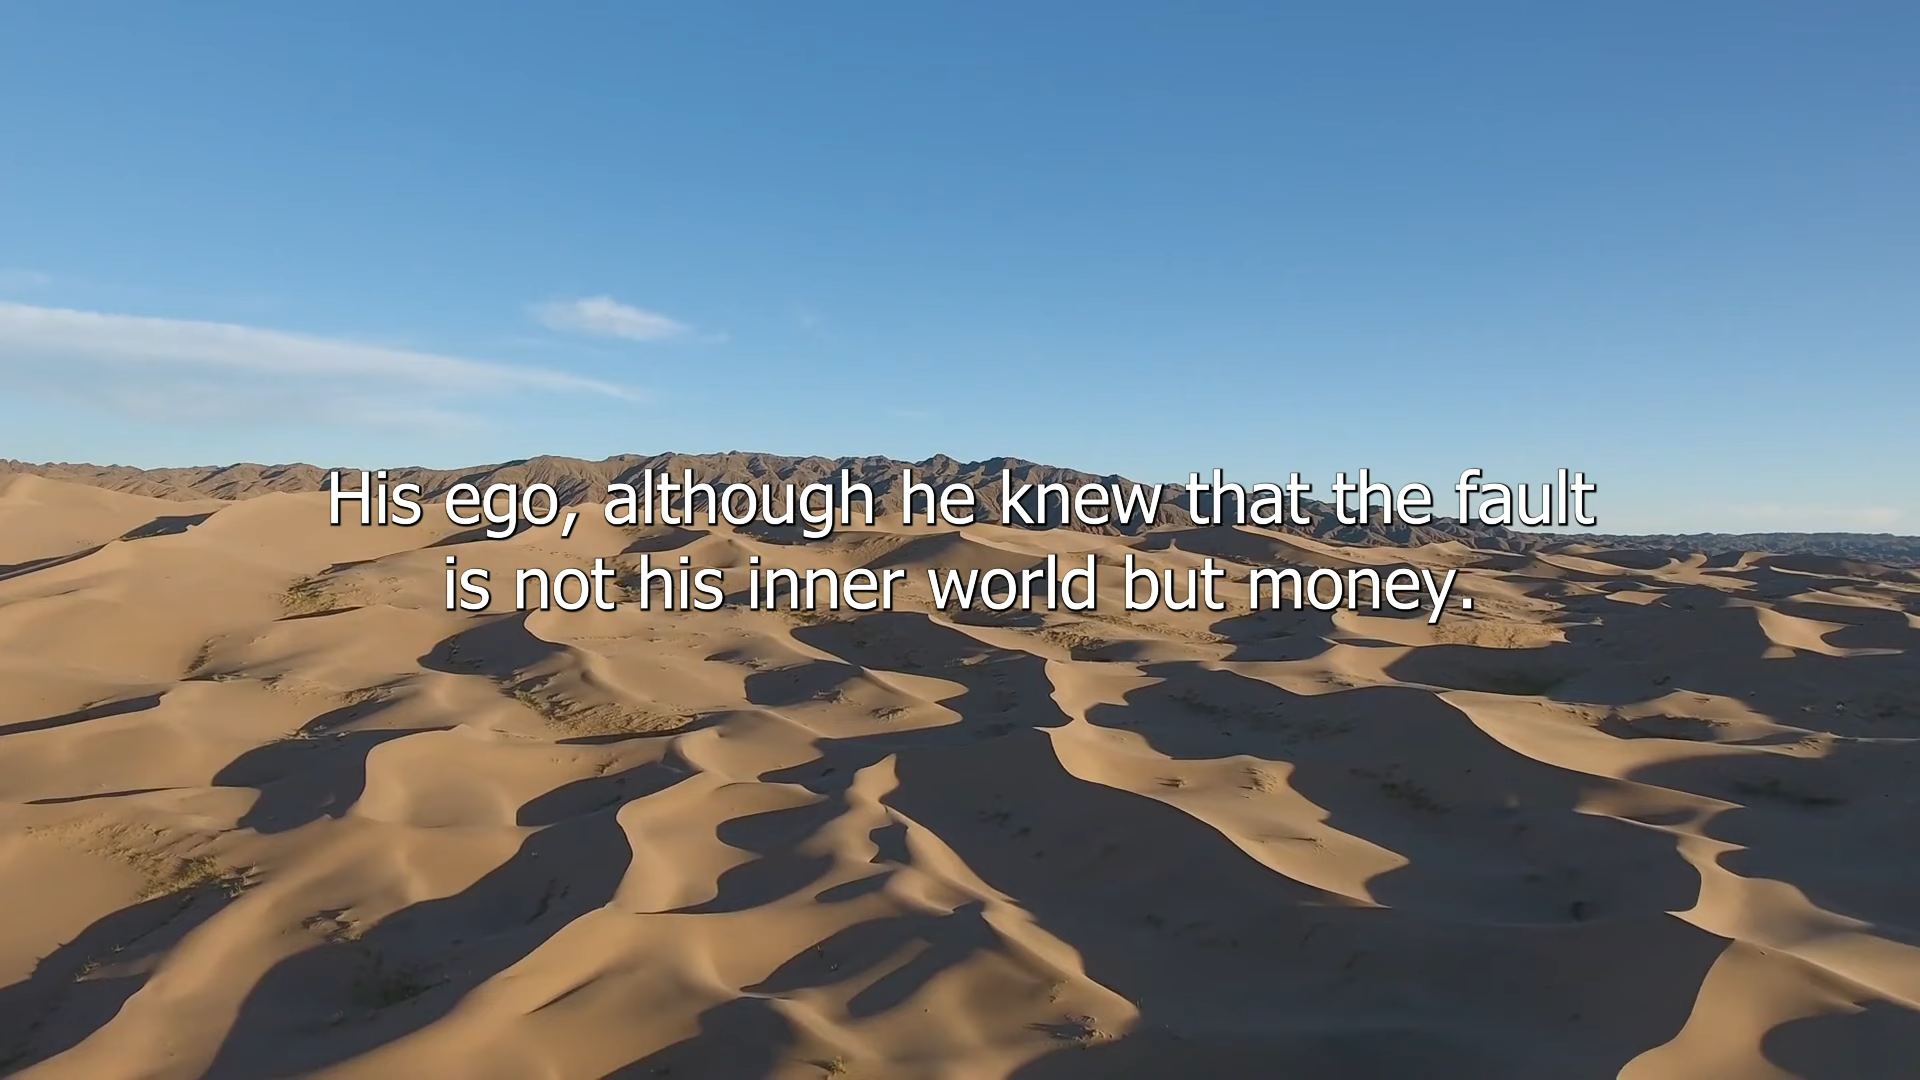 His ego, although he knew that the fault
is not his inner world but money.